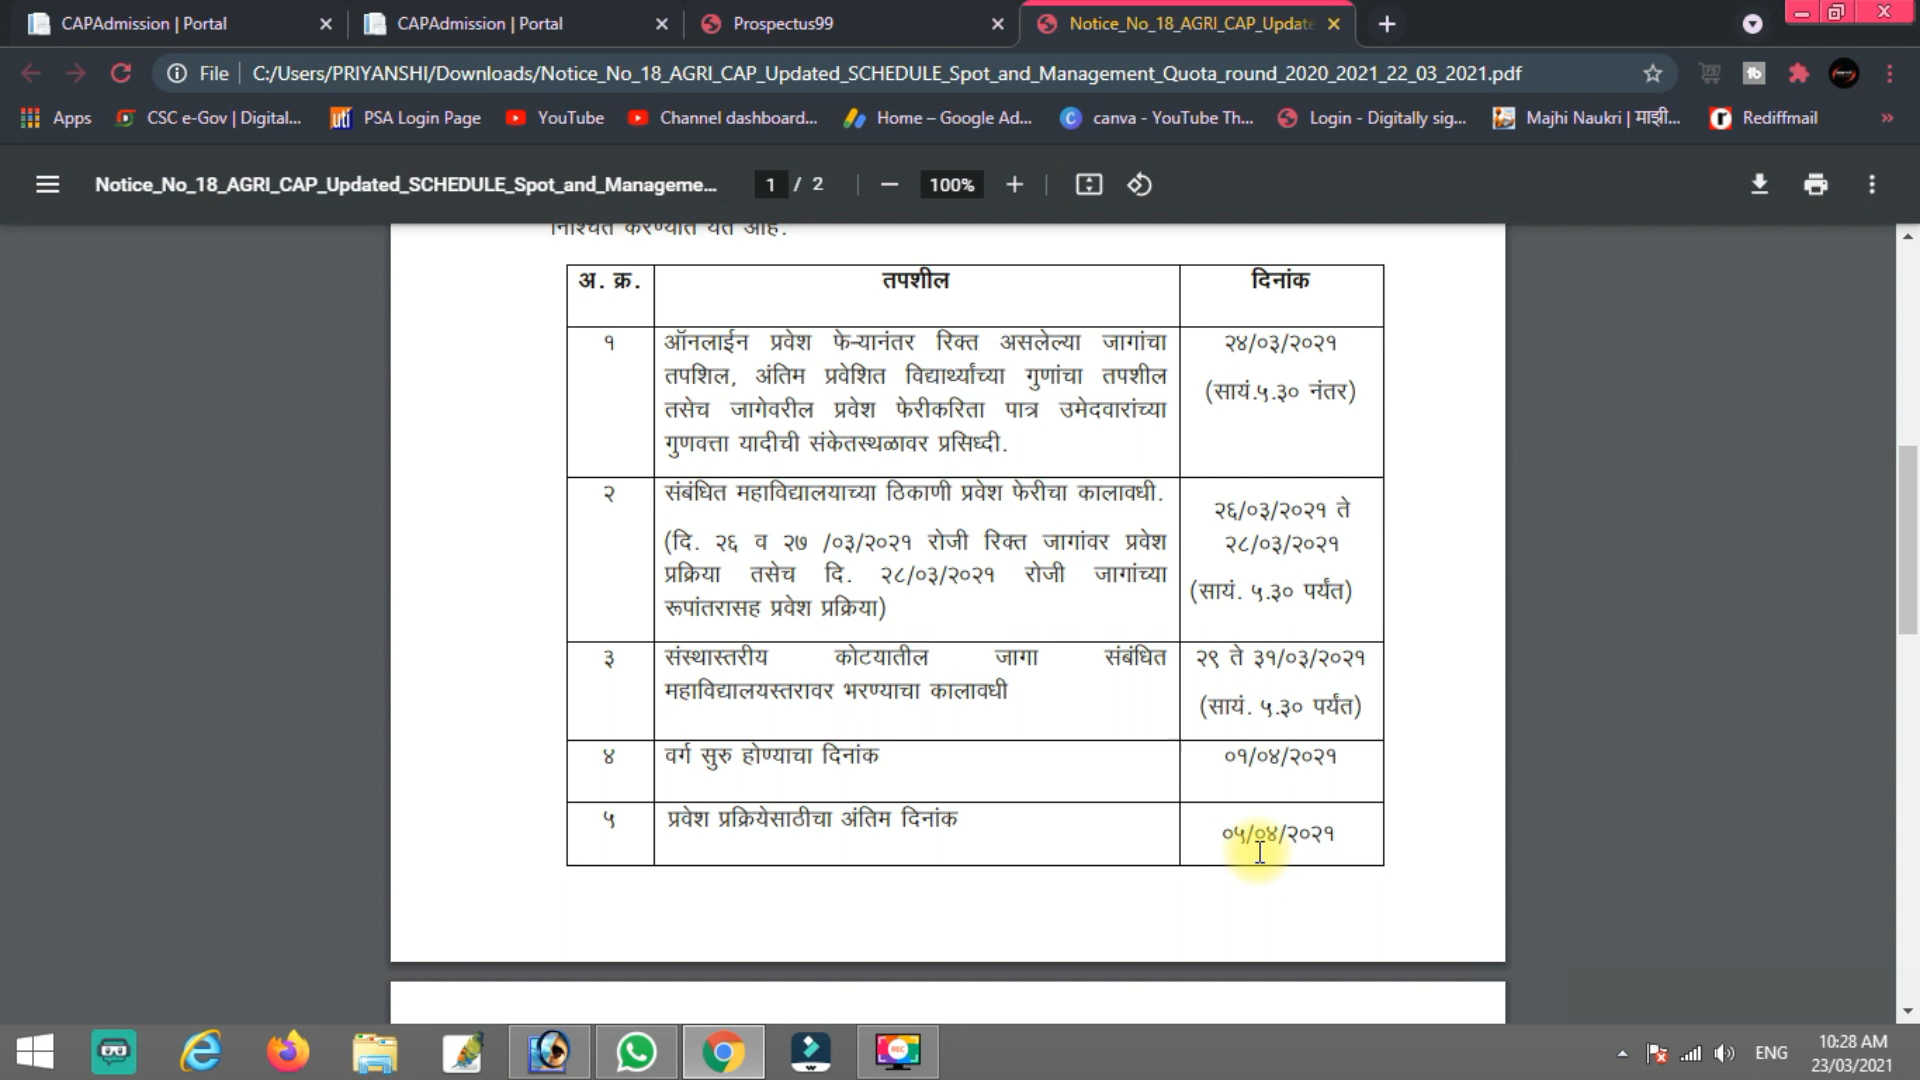 CAPAdmission | Portal
CAPAdmission | Portal
Prospectus99
Notice_No_18_AGRI_CAP_Update
File
C:/Users/PRIYANSHI/Downloads/Notice_No_18_AGRI_CAP_Updated_SCHEDULE_Spot_and_Management_Quota_round_2020_2021_22_03_2021.pdf
Apps
CSC e-Gov | Digital...
uti PSA Login Page
YouTube
Channel dashboard...
Home – Google Ad...
canva - YouTube Th...
Login - Digitally sig...
Majhi Naukri | माझी...
Rediffmail
Notice_No_18_AGRI_CAP_Updated_SCHEDULE_Spot_and_Manageme...
1 / 2
100%
निश्चित करण्यात येत आहे.
अ. क्र. तपशील दिनांक
१ ऑनलाईन प्रवेश फेऱ्यानंतर रिक्त असलेल्या जागांचा २४/०३/२०२१
तपशिल, अंतिम प्रवेशित विद्यार्थ्यांच्या गुणांचा तपशील (सायं.५.३० नंतर)
तसेच जागेवरील प्रवेश फेरीकरिता पात्र उमेदवारांच्या
गुणवत्ता यादीची संकेतस्थळावर प्रसिध्दी.
२ संबंधित महाविद्यालयाच्या ठिकाणी प्रवेश फेरीचा कालावधी. २६/०३/२०२१ ते
(दि. २६ व २७ /०३/२०२१ रोजी रिक्त जागांवर प्रवेश २८/०३/२०२१
प्रक्रिया तसेच दि. २८/०३/२०२१ रोजी जागांच्या (सायं. ५.३० पर्यंत)
रूपांतरासह प्रवेश प्रक्रिया)
३ संस्थास्तरीय कोटयातील जागा संबंधित २९ ते ३१/०३/२०२१
महाविद्यालयस्तरावर भरण्याचा कालावधी (सायं. ५.३० पर्यंत)
४ वर्ग सुरु होण्याचा दिनांक ०१/०४/२०२१
५ प्रवेश प्रक्रियेसाठीचा अंतिम दिनांक ०५/०४/२०२१
REC
ENG
10:28 AM
23/03/2021